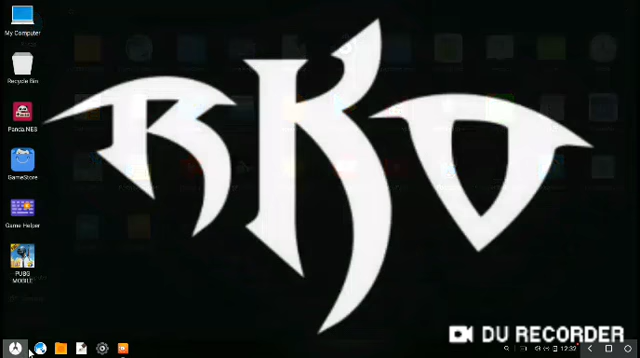 My Computer
Recycle Bin
Panda.NES
GameStore
Game Helper
PUBG
MOBILE
RKO
DU RECORDER
12:32